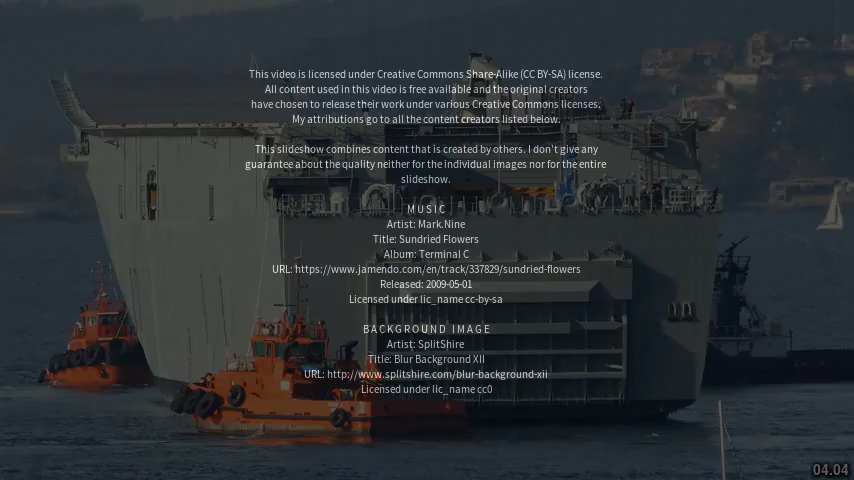 This video is licensed under Creative Commons Share-Alike (CC BY-SA) license.
All content used in this video is free available and the original creators
have chosen to release their work under various Creative Commons licenses.
My attributions go to all the content creators listed below.
This slideshow combines content that is created by others. I don't give any
guarantee about the quality neither for the individual images nor for the entire
slideshow.
MUSIC
Artist: Mark.Nine
Title: Sundried Flowers
Album: Terminal C
URL: https://www.jamendo.com/en/track/337829/sundried-flowers
Released: 2009-05-01
Licensed under lic_name cc-by-sa
BACKGROUND IMAGE
Artist: SplitShire
Title: Blur Background XII
URL: http://www.splitshire.com/blur-background-xii
Licensed under lic_name cc0
04.04